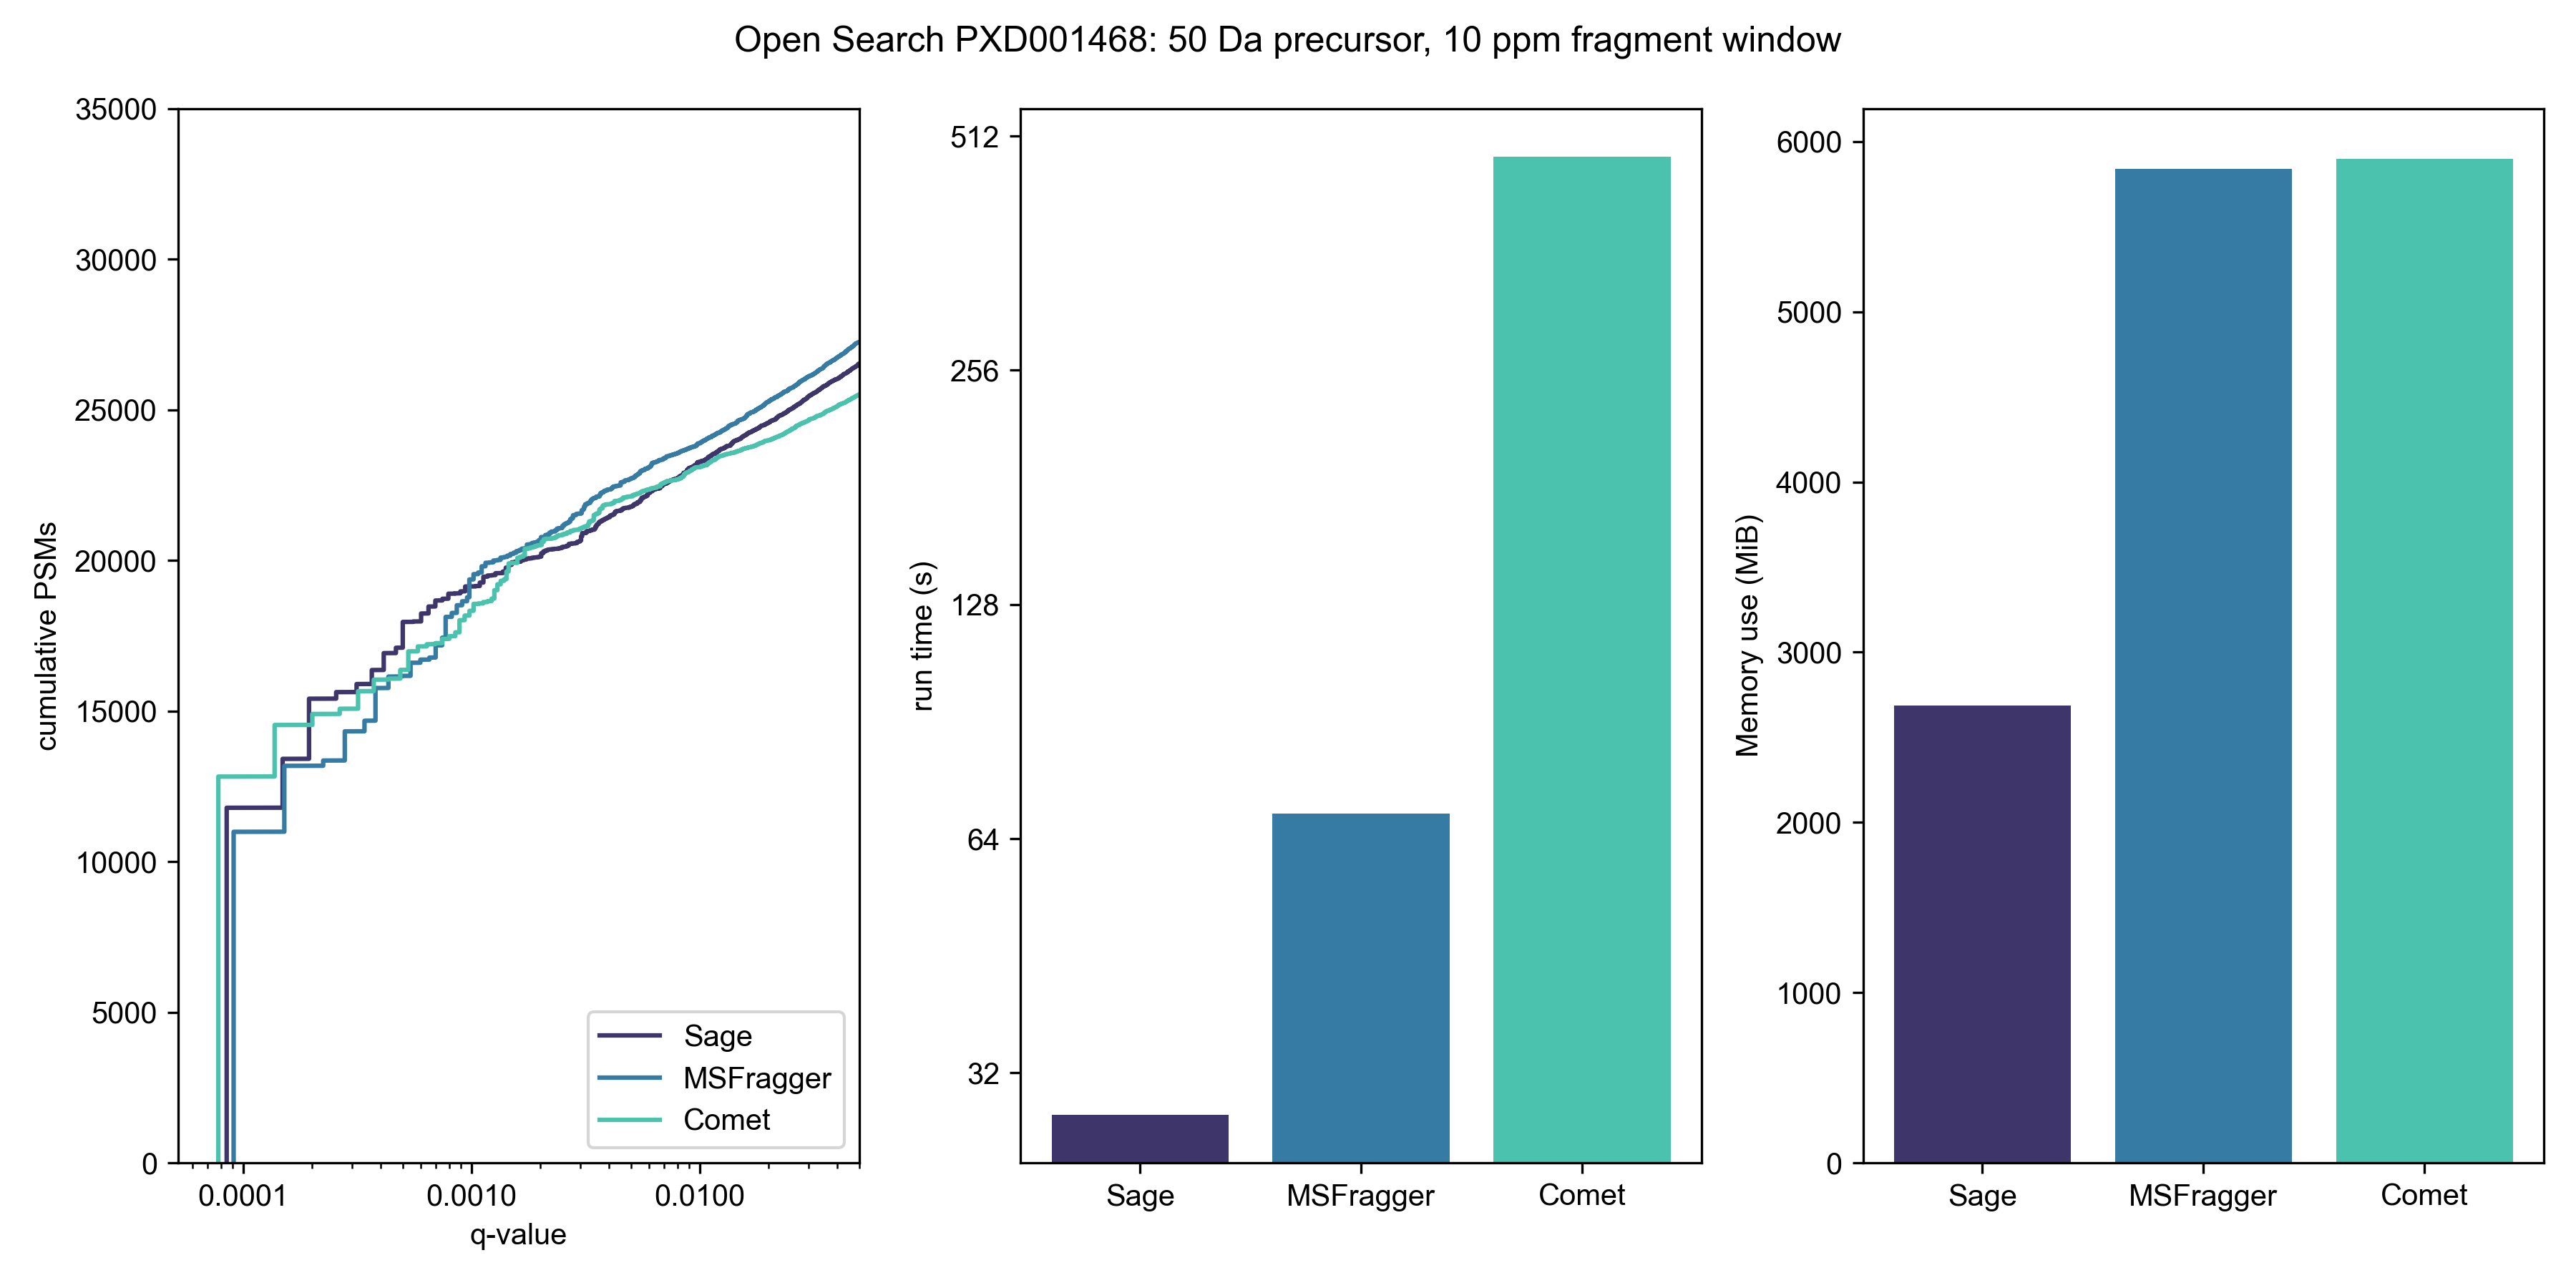 Open Search PXD001468: 50 Da precursor, 10 ppm fragment window
35000
30000
25000
20000
15000
10000
5000
0
cumulative PSMs
0.0001 0.0010 0.0100
q-value
Sage
MSFragger
Comet
512
256
128
64
32
run time (s)
Sage MSFragger Comet
6000
5000
4000
3000
2000
1000
0
Memory use (MiB)
Sage MSFragger Comet